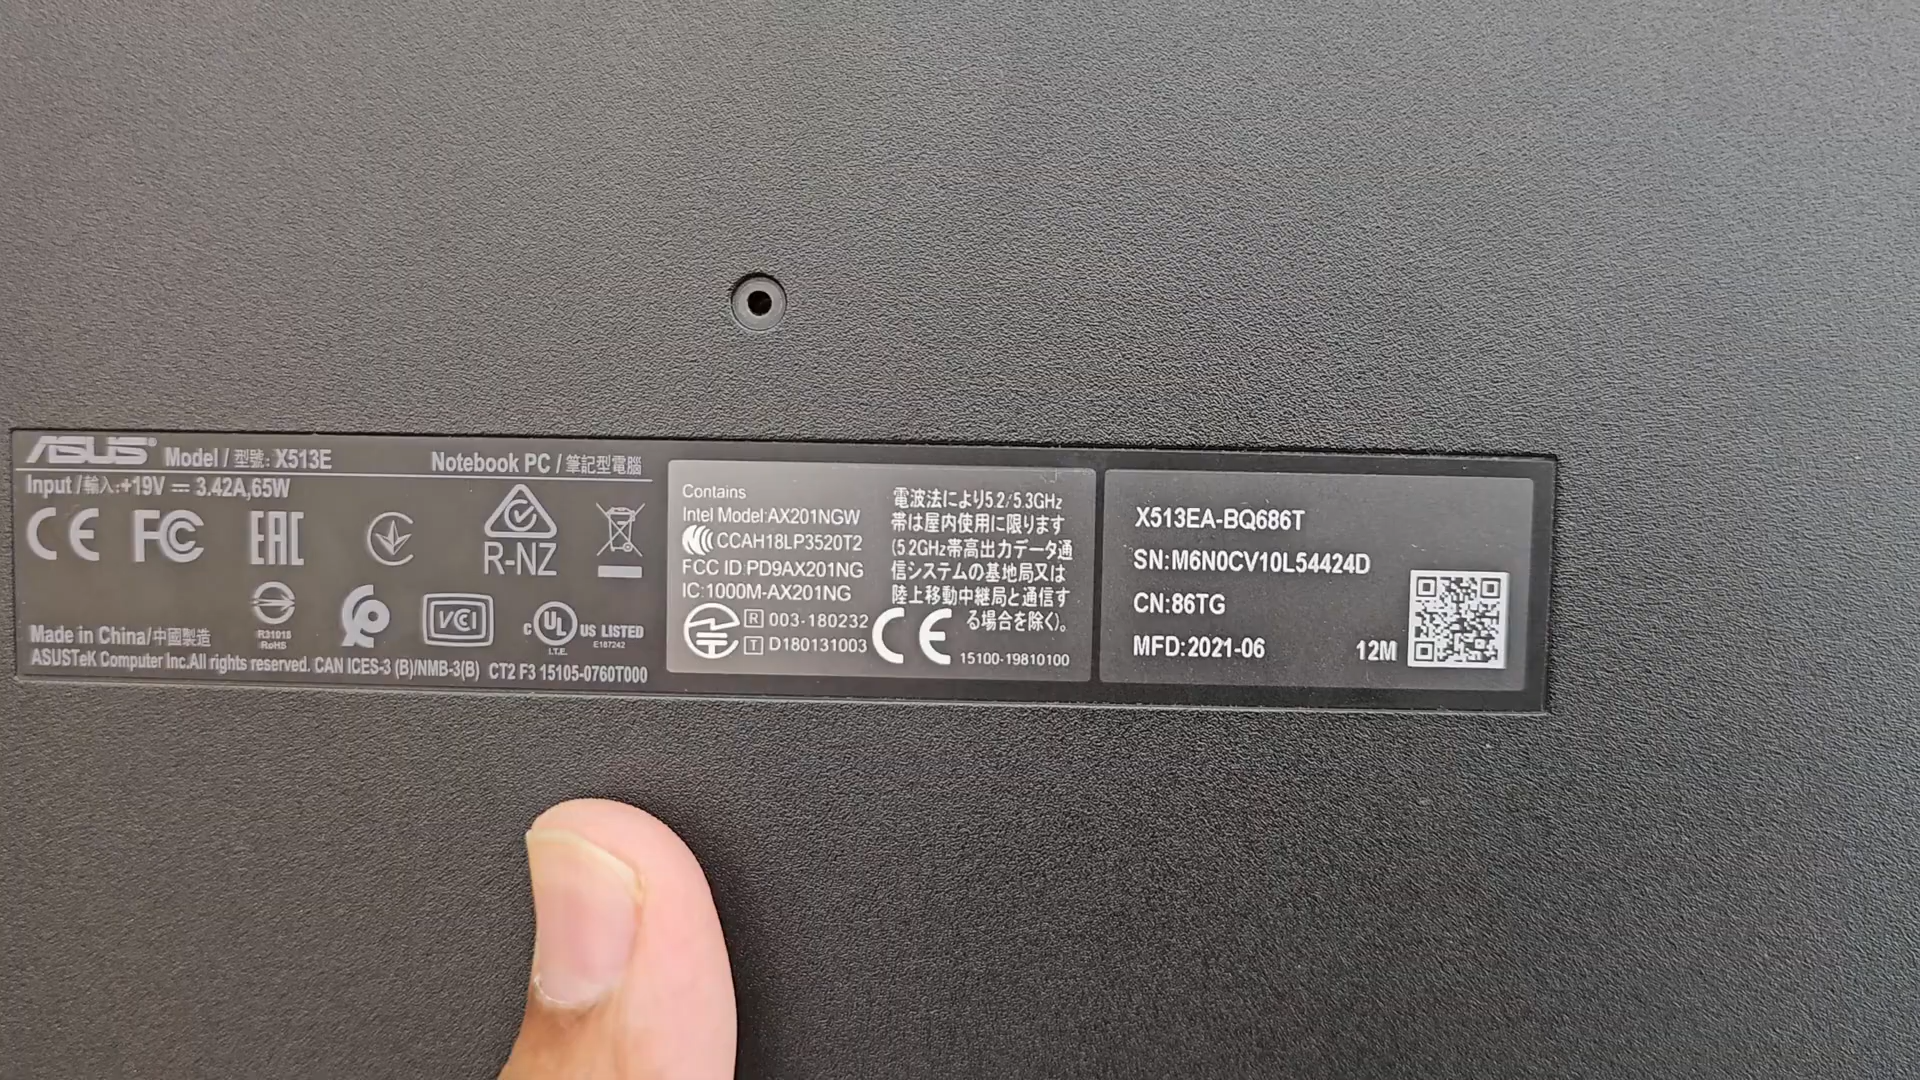 ASUS® Model / 型號: X513E
Notebook PC / 筆記型電腦
Input / 輸入:+19V ⎓ 3.42A,65W
CE FC EAC
R-NZ
R31018
RoHS
VCI
c UL US LISTED
I.T.E. E187242
Made in China/中國製造
ASUSTeK Computer Inc.All rights reserved. CAN ICES-3 (B)/NMB-3(B) CT2 F3 15105-0760T000
Contains
Intel Model:AX201NGW
CCAH18LP3520T2
FCC ID:PD9AX201NG
IC:1000M-AX201NG
R 003-180232
T D180131003
電波法により5.2/5.3GHz
帯は屋内使用に限ります
(5.2GHz帯高出力データ通
信システムの基地局又は
陸上移動中継局と通信す
る場合を除く)。
CE 15100-19810100
X513EA-BQ686T
SN:M6N0CV10L54424D
CN:86TG
MFD:2021-06 12M